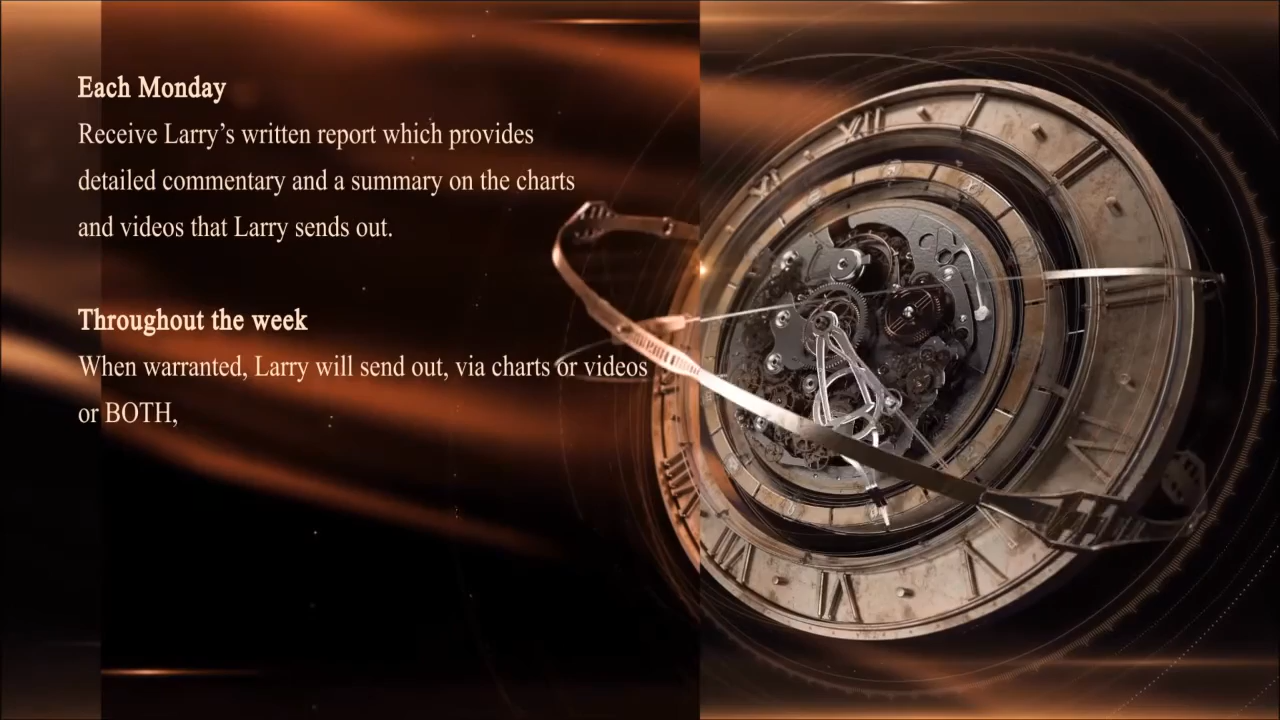 Each Monday
Receive Larry’s written report which provides
detailed commentary and a summary on the charts
and videos that Larry sends out.
Throughout the week
When warranted, Larry will send out, via charts or videos
or BOTH,